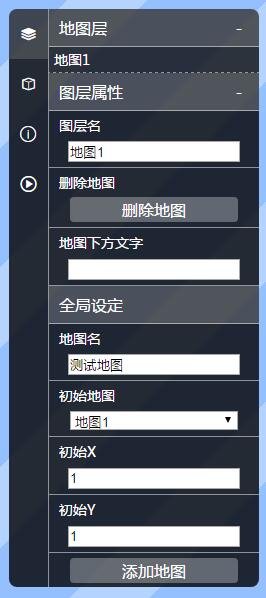 地图层 -
地图1
图层属性 -
图层名
地图1
删除地图
删除地图
地图下方文字
全局设定
地图名
测试地图
初始地图
地图1
初始X
1
初始Y
1
添加地图